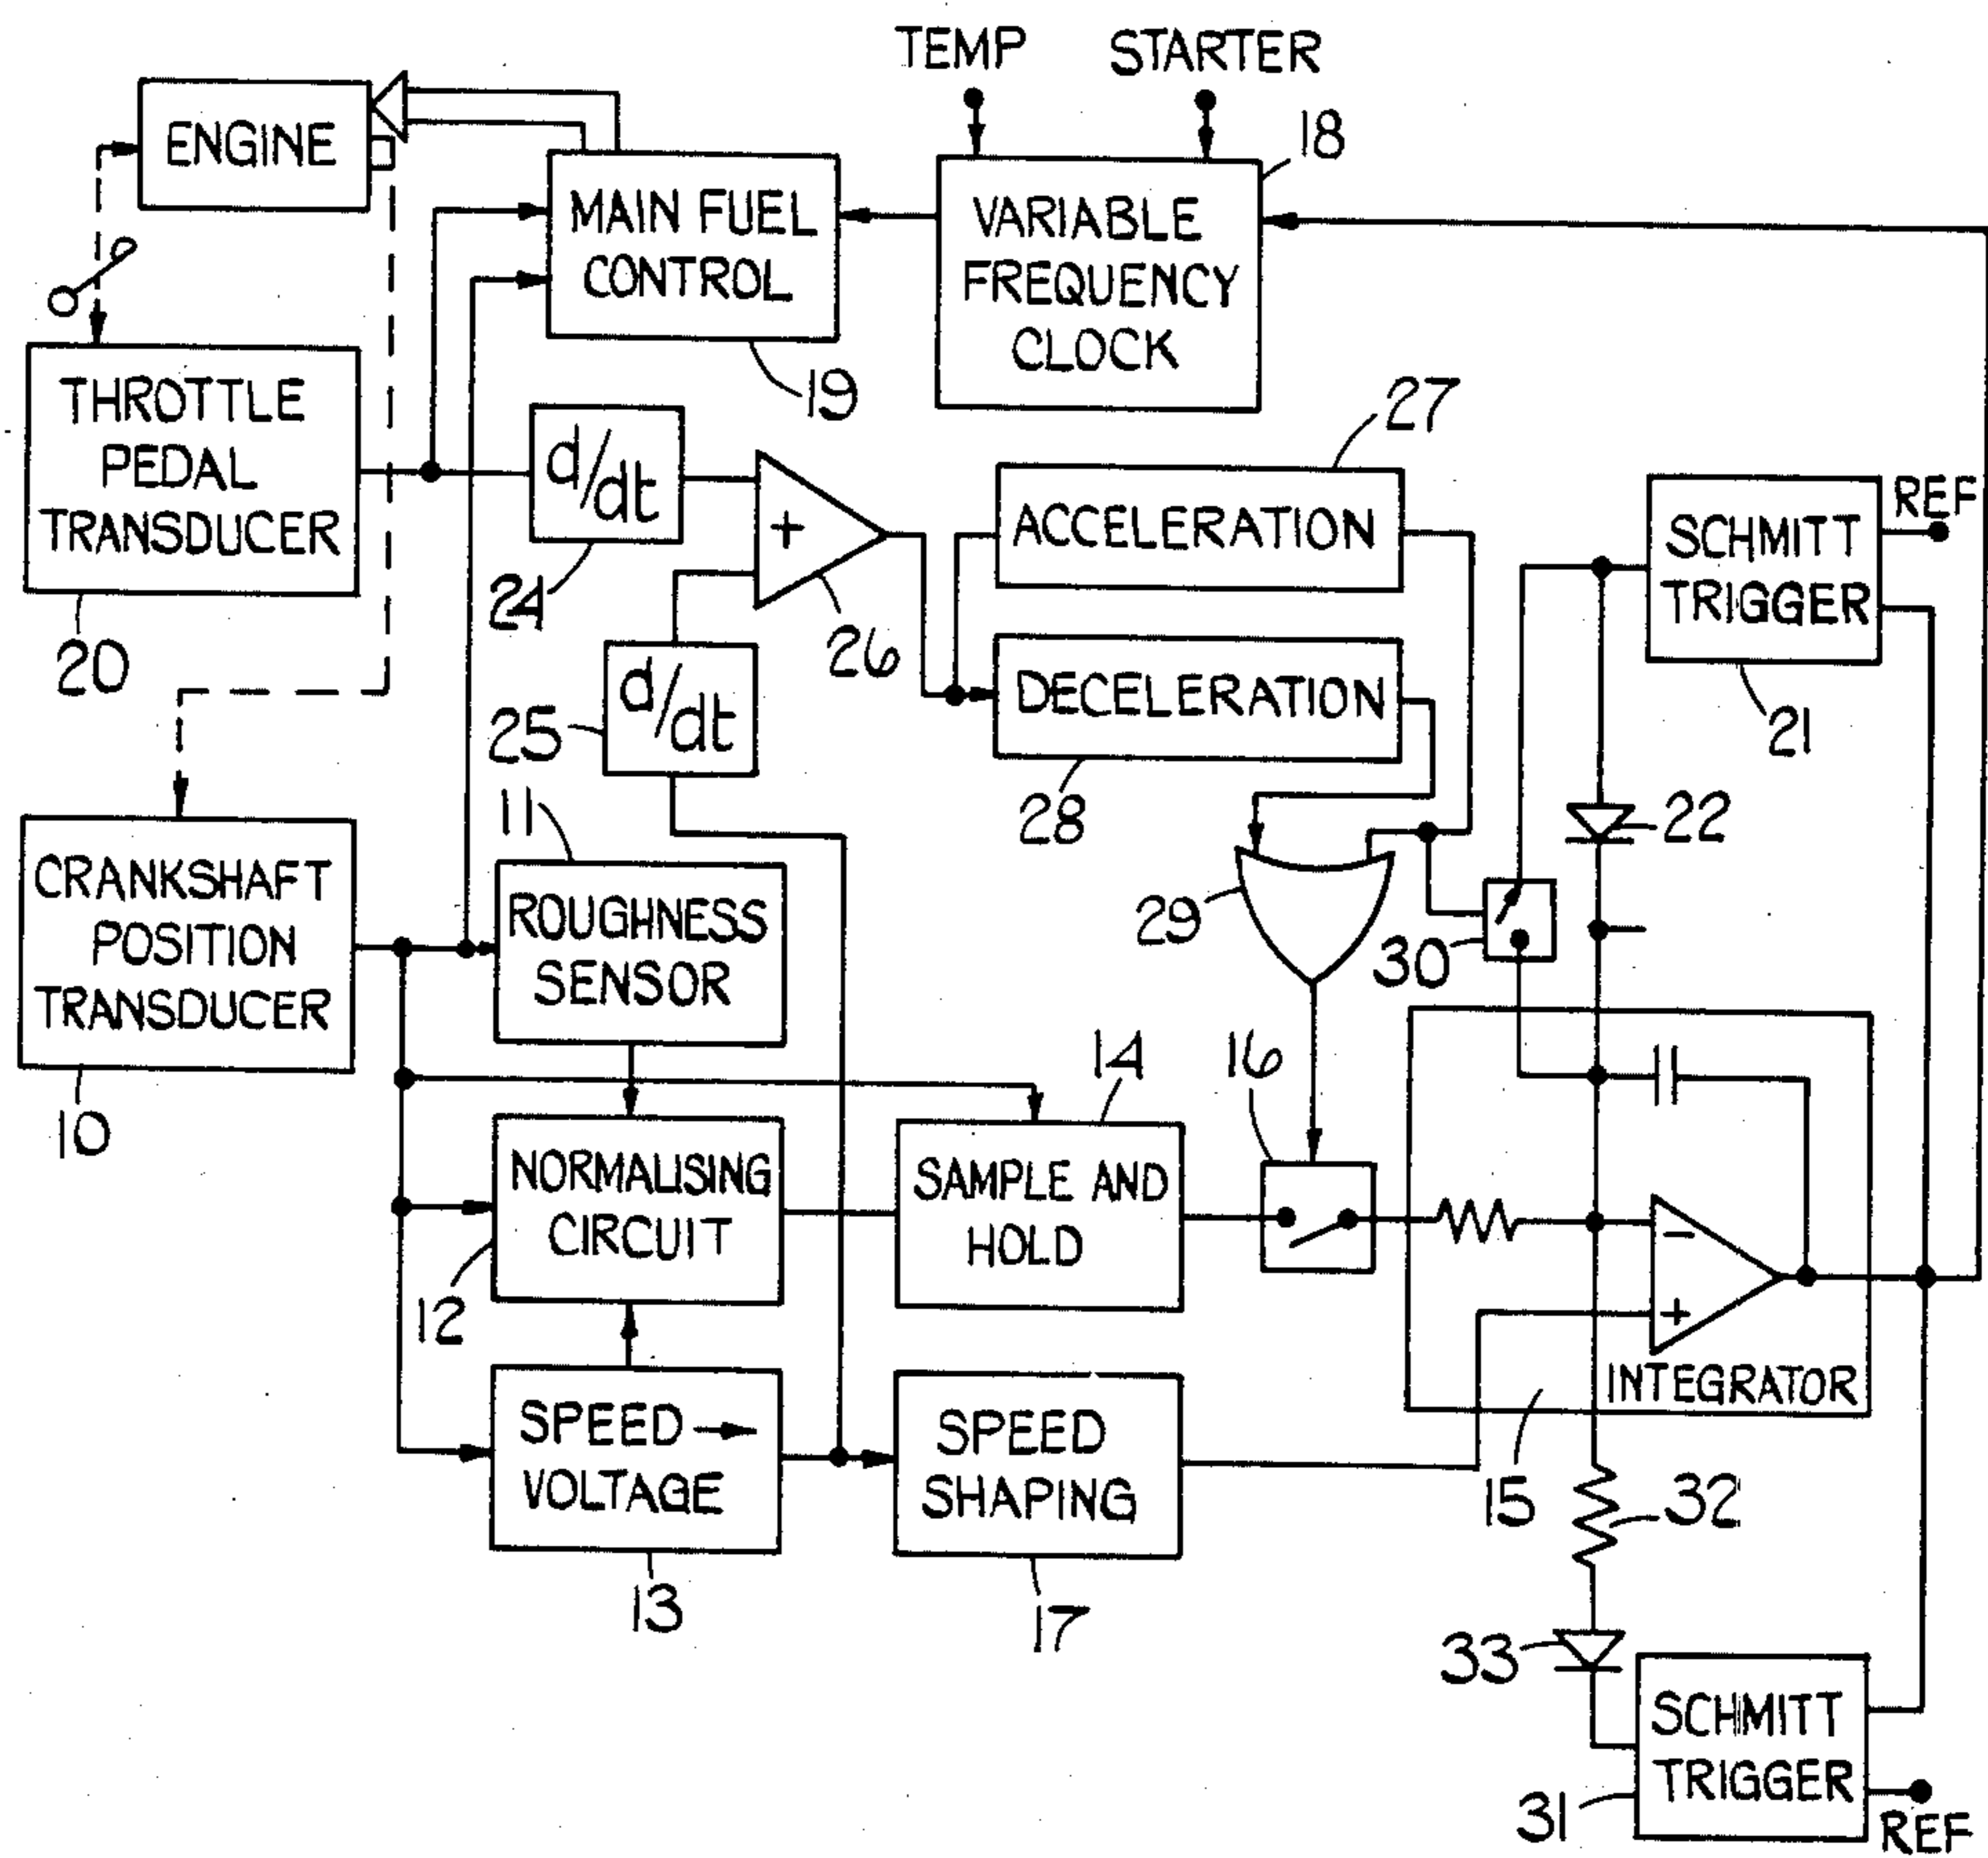 TEMP
STARTER
ENGINE
18
MAIN FUEL
CONTROL
VARIABLE
FREQUENCY
CLOCK
19
27
THROTTLE
PEDAL
TRANSDUCER
20
d/dt
24
+
26
ACCELERATION
SCHMITT
TRIGGER
REF
21
d/dt
25
DECELERATION
28
22
11
CRANKSHAFT
POSITION
TRANSDUCER
10
ROUGHNESS
SENSOR
29
30
14
16
NORMALISING
CIRCUIT
12
SAMPLE AND
HOLD
−
+
INTEGRATOR
15
SPEED →
VOLTAGE
13
SPEED
SHAPING
17
32
33
SCHMITT
TRIGGER
31
REF